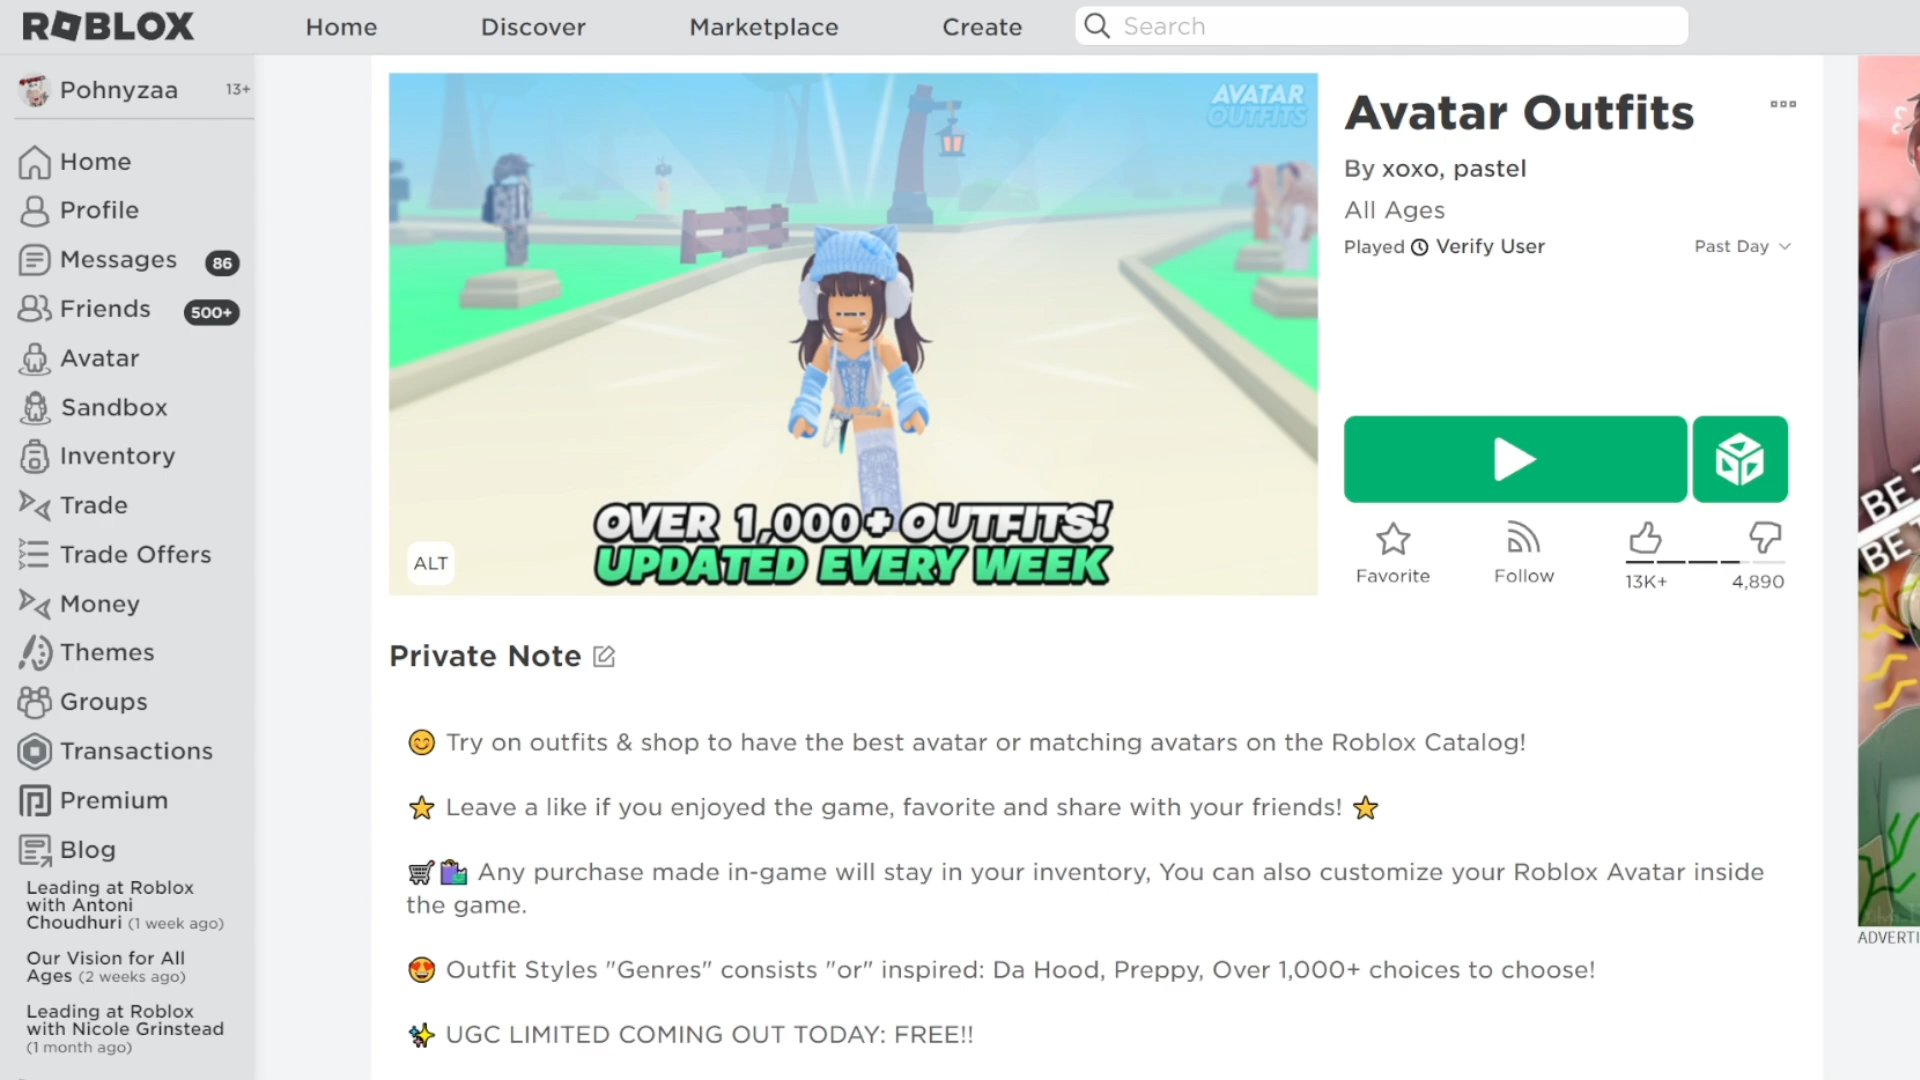 ROBLOX
Home
Discover
Marketplace
Create
Search
Pohnyzaa
13+
Home
Profile
Messages
86
Friends
500+
Avatar
Sandbox
Inventory
Trade
Trade Offers
Money
Themes
Groups
Transactions
Premium
Blog
Leading at Roblox
with Antoni
Choudhuri (1 week ago)
Our Vision for All
Ages (2 weeks ago)
Leading at Roblox
with Nicole Grinstead
(1 month ago)
AVATAR
OUTFITS
OVER 1,000+ OUTFITS!
UPDATED EVERY WEEK
ALT
Avatar Outfits
By xoxo, pastel
All Ages
Played Verify User
Past Day
Favorite
Follow
13K+
4,890
Private Note
😊 Try on outfits & shop to have the best avatar or matching avatars on the Roblox Catalog!
⭐ Leave a like if you enjoyed the game, favorite and share with your friends! ⭐
🛒🛍️ Any purchase made in-game will stay in your inventory, You can also customize your Roblox Avatar inside
the game.
😍 Outfit Styles "Genres" consists "or" inspired: Da Hood, Preppy, Over 1,000+ choices to choose!
✨ UGC LIMITED COMING OUT TODAY: FREE!!
BE
BE
ADVERTI